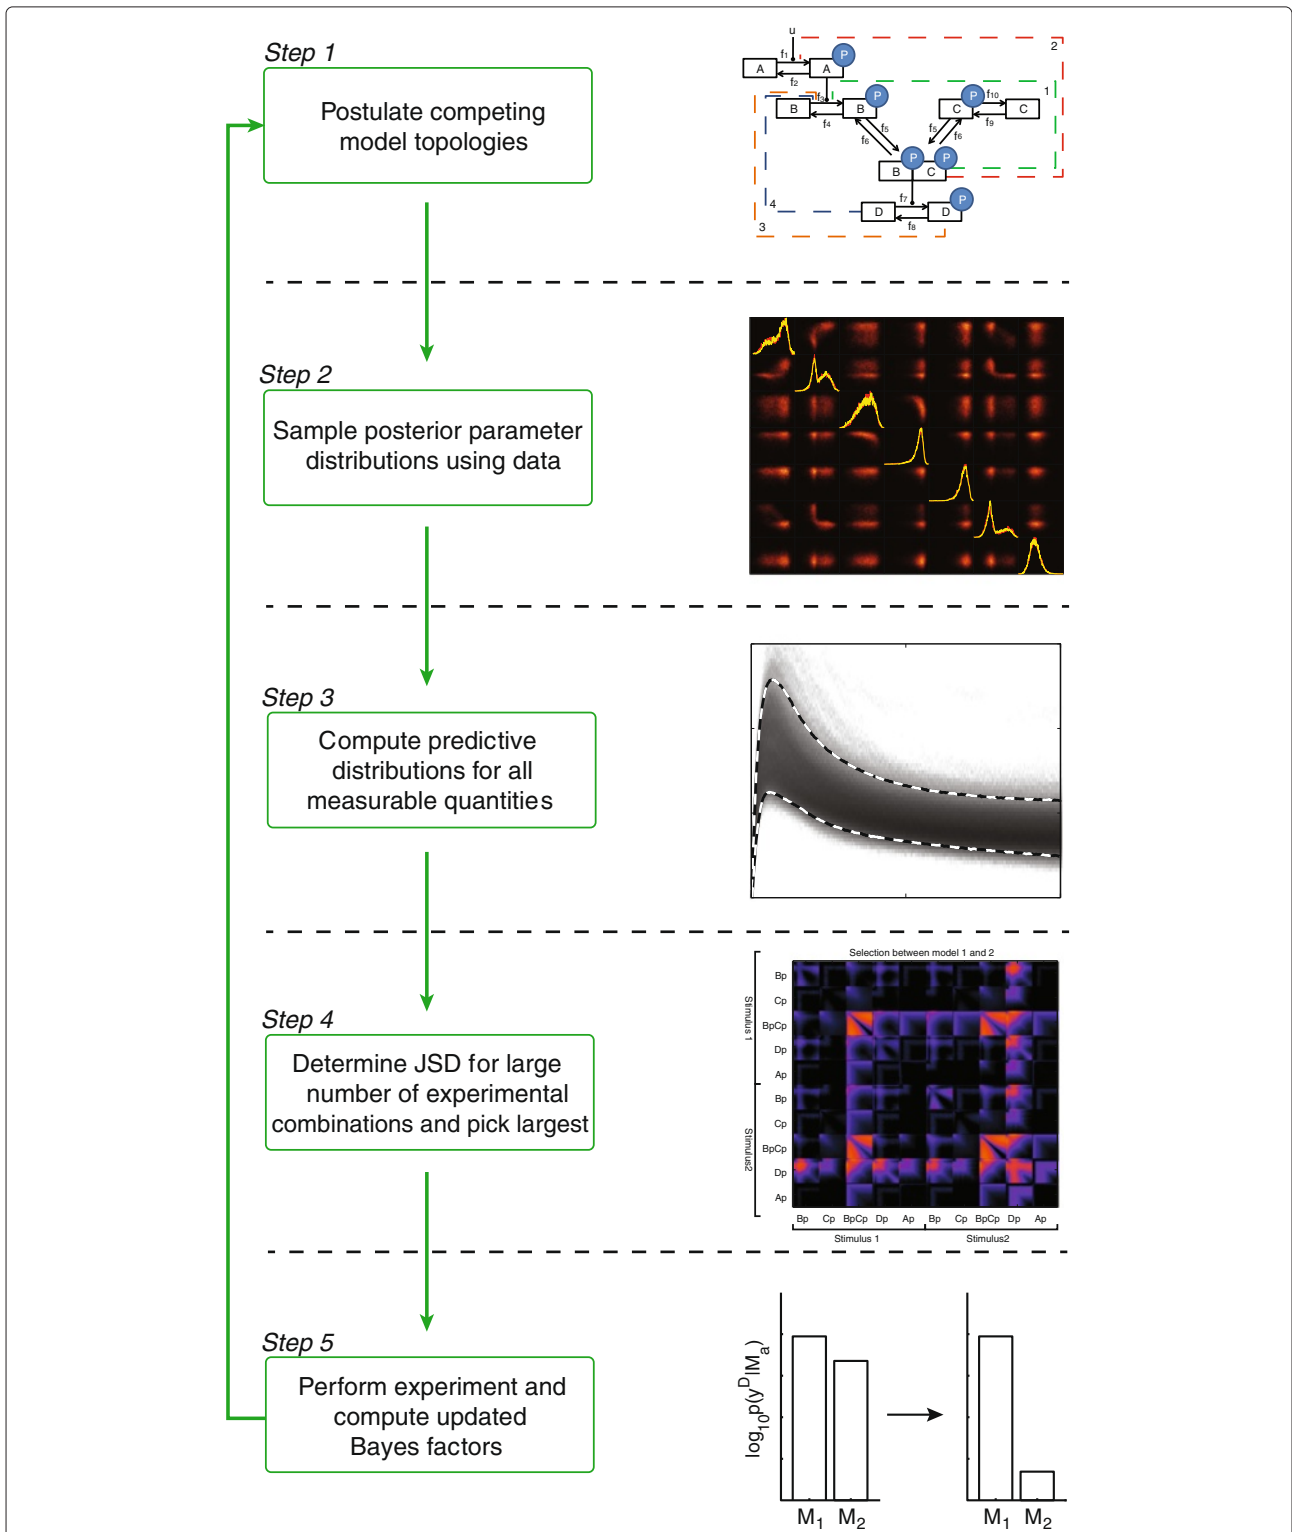 Step 1
Postulate competing
model topologies
u
2
P
f1
A
A
f2
P
P
1
f3
f10
B
B
C
C
f4
f9
f5
f5
f6
f6
P
P
B
C
P
4
f7
D
D
f8
3
Step 2
Sample posterior parameter
distributions using data
Step 3
Compute predictive
distributions for all
measurable quantities
Step 4
Determine JSD for large
number of experimental
combinations and pick largest
Selection between model 1 and 2
Stimulus 1
Bp
Cp
BpCp
Dp
Ap
Stimulus2
Bp
Cp
BpCp
Dp
Ap
Bp Cp BpCp Dp Ap Bp Cp BpCp Dp Ap
Stimulus 1 Stimulus2
Step 5
Perform experiment and
compute updated
Bayes factors
log10p(y^D|Ma)
M1 M2 M1 M2